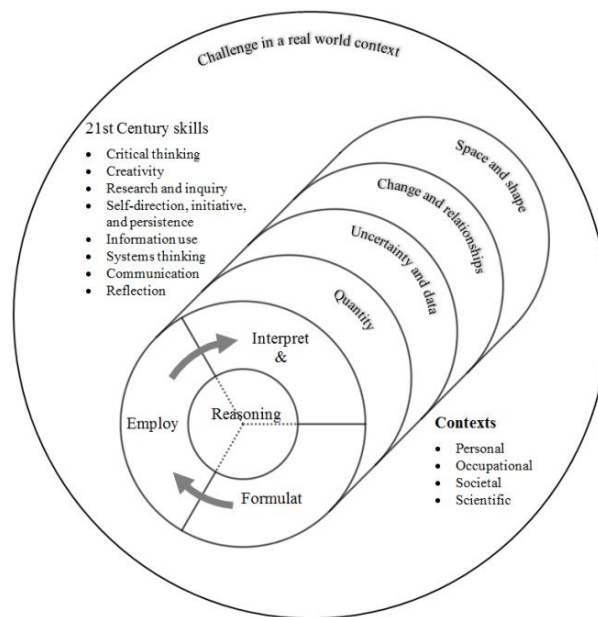 Challenge in a real world context
21st Century skills
• Critical thinking
• Creativity
• Research and inquiry
• Self-direction, initiative,
and persistence
• Information use
• Systems thinking
• Communication
• Reflection
Space and shape
Change and relationships
Uncertainty and data
Quantity
Interpret
&
Reasoning
Employ
Formulat
Contexts
• Personal
• Occupational
• Societal
• Scientific